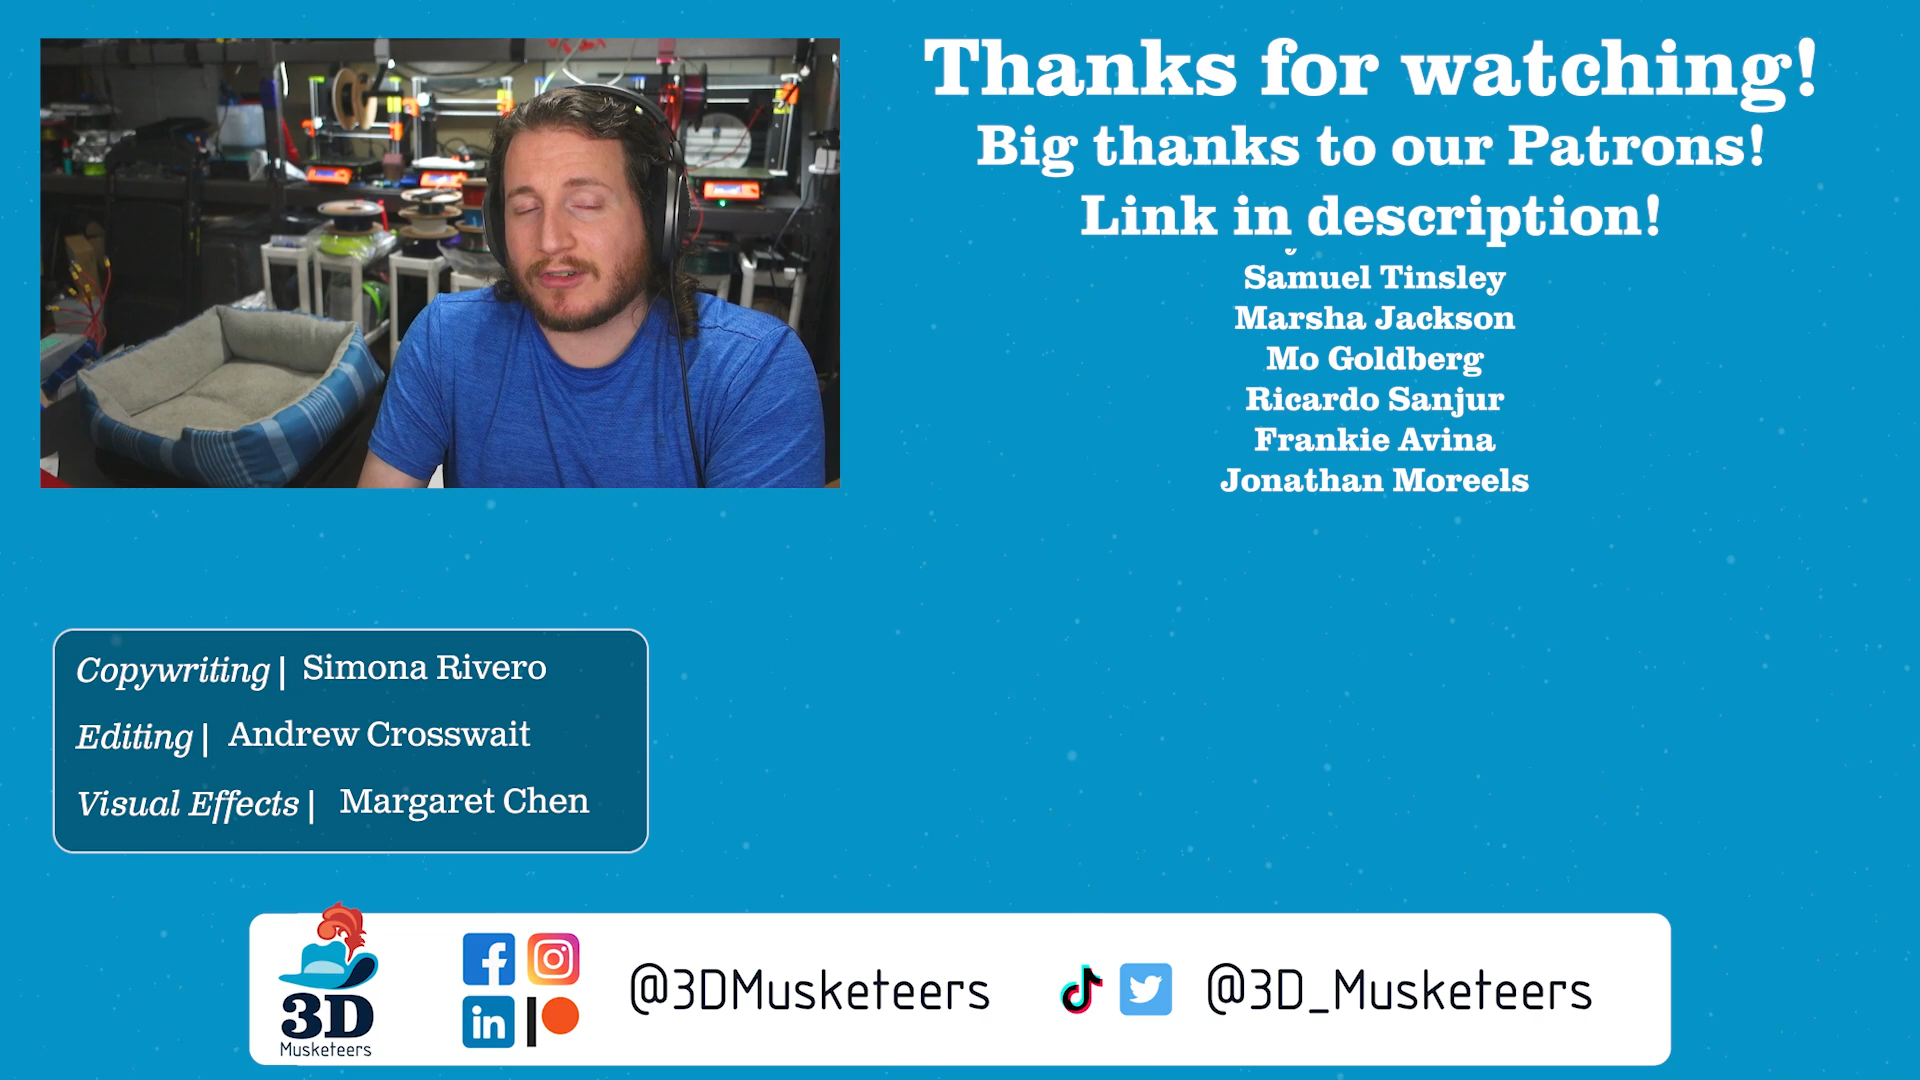 Thanks for watching!
Big thanks to our Patrons!
Link in description!
Samuel Tinsley
Marsha Jackson
Mo Goldberg
Ricardo Sanjur
Frankie Avina
Jonathan Moreels
Copywriting | Simona Rivero
Editing | Andrew Crosswait
Visual Effects | Margaret Chen
3D
Musketeers
@3DMusketeers
@3D_Musketeers